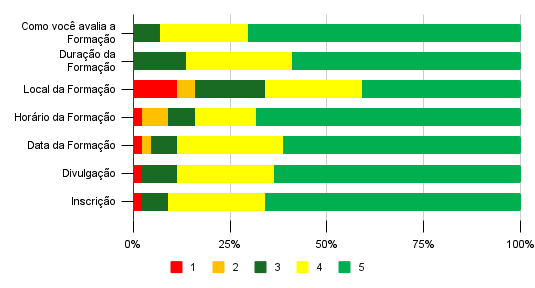 Como você avalia a
Formação
Duração da
Formação
Local da Formação
Horário da Formação
Data da Formação
Divulgação
Inscrição
0% 25% 50% 75% 100%
1 2 3 4 5